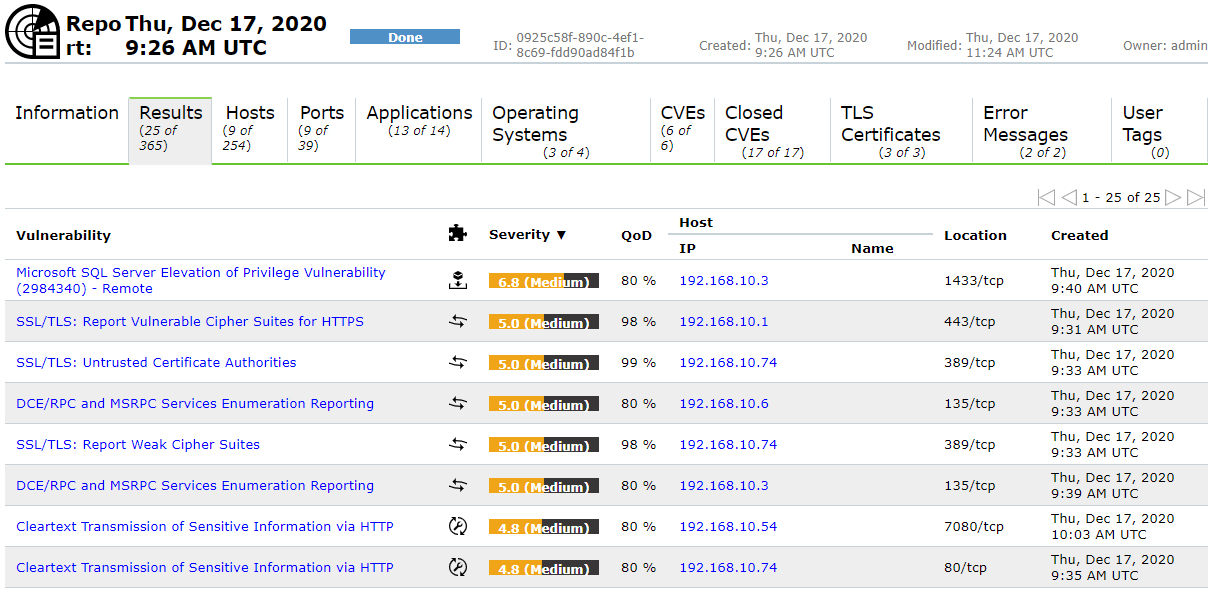 Repo Thu, Dec 17, 2020
rt: 9:26 AM UTC
Done
ID: 0925c58f-890c-4ef1-
8c69-fdd90ad84f1b
Created: Thu, Dec 17, 2020
9:26 AM UTC
Modified: Thu, Dec 17, 2020
11:24 AM UTC
Owner: admin
Information
Results
(25 of
365)
Hosts
(9 of
254)
Ports
(9 of
39)
Applications
(13 of 14)
Operating
Systems
(3 of 4)
CVEs
(6 of
6)
Closed
CVEs
(17 of 17)
TLS
Certificates
(3 of 3)
Error
Messages
(2 of 2)
User
Tags
(0)
1 - 25 of 25
Vulnerability Severity ▼ QoD Host Location Created
IP Name
Microsoft SQL Server Elevation of Privilege Vulnerability
(2984340) - Remote
6.8 (Medium) 80 % 192.168.10.3 1433/tcp Thu, Dec 17, 2020
9:40 AM UTC
SSL/TLS: Report Vulnerable Cipher Suites for HTTPS 5.0 (Medium) 98 % 192.168.10.1 443/tcp Thu, Dec 17, 2020
9:31 AM UTC
SSL/TLS: Untrusted Certificate Authorities 5.0 (Medium) 99 % 192.168.10.74 389/tcp Thu, Dec 17, 2020
9:33 AM UTC
DCE/RPC and MSRPC Services Enumeration Reporting 5.0 (Medium) 80 % 192.168.10.6 135/tcp Thu, Dec 17, 2020
9:33 AM UTC
SSL/TLS: Report Weak Cipher Suites 5.0 (Medium) 98 % 192.168.10.74 389/tcp Thu, Dec 17, 2020
9:33 AM UTC
DCE/RPC and MSRPC Services Enumeration Reporting 5.0 (Medium) 80 % 192.168.10.3 135/tcp Thu, Dec 17, 2020
9:39 AM UTC
Cleartext Transmission of Sensitive Information via HTTP 4.8 (Medium) 80 % 192.168.10.54 7080/tcp Thu, Dec 17, 2020
10:03 AM UTC
Cleartext Transmission of Sensitive Information via HTTP 4.8 (Medium) 80 % 192.168.10.74 80/tcp Thu, Dec 17, 2020
9:35 AM UTC